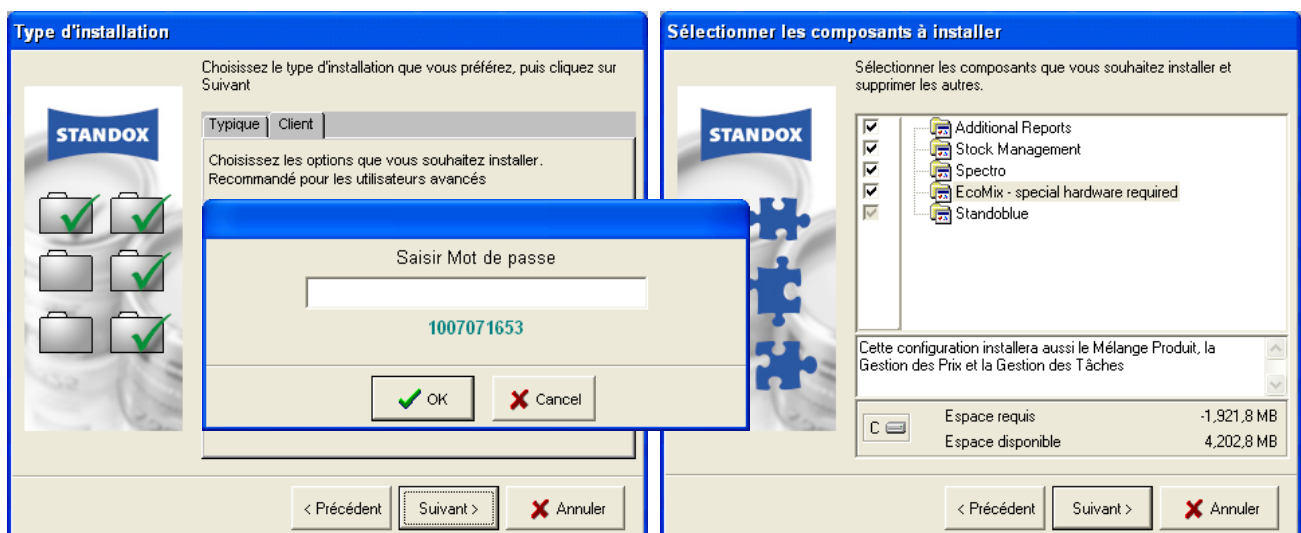 Type d'installation
Choisissez le type d'installation que vous préférez, puis cliquez sur
Suivant
STANDOX
Typique
Client
Choisissez les options que vous souhaitez installer.
Recommandé pour les utilisateurs avancés
Saisir Mot de passe
1007071653
OK
Cancel
< Précédent
Suivant >
Annuler
Sélectionner les composants à installer
Sélectionner les composants que vous souhaitez installer et
supprimer les autres.
STANDOX
Additional Reports
Stock Management
Spectro
EcoMix - special hardware required
Standoblue
Cette configuration installera aussi le Mélange Produit, la
Gestion des Prix et la Gestion des Tâches
C
Espace requis -1,921,8 MB
Espace disponible 4,202,8 MB
< Précédent
Suivant >
Annuler